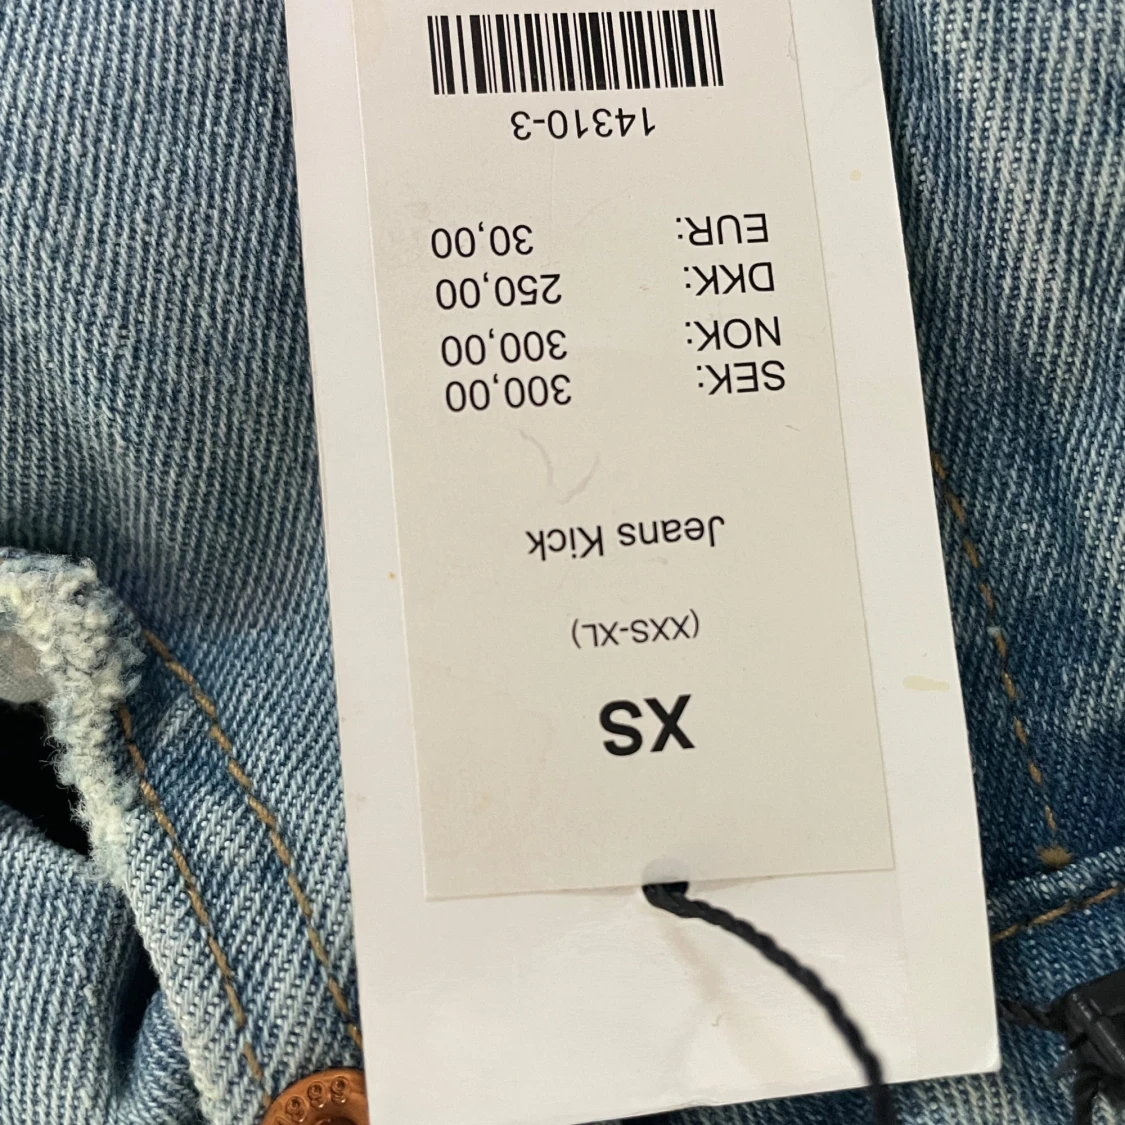 XS
(XXS-XL)
Jeans Kick
SEK: 300,00
NOK: 300,00
DKK: 250,00
EUR: 30,00
14310-3